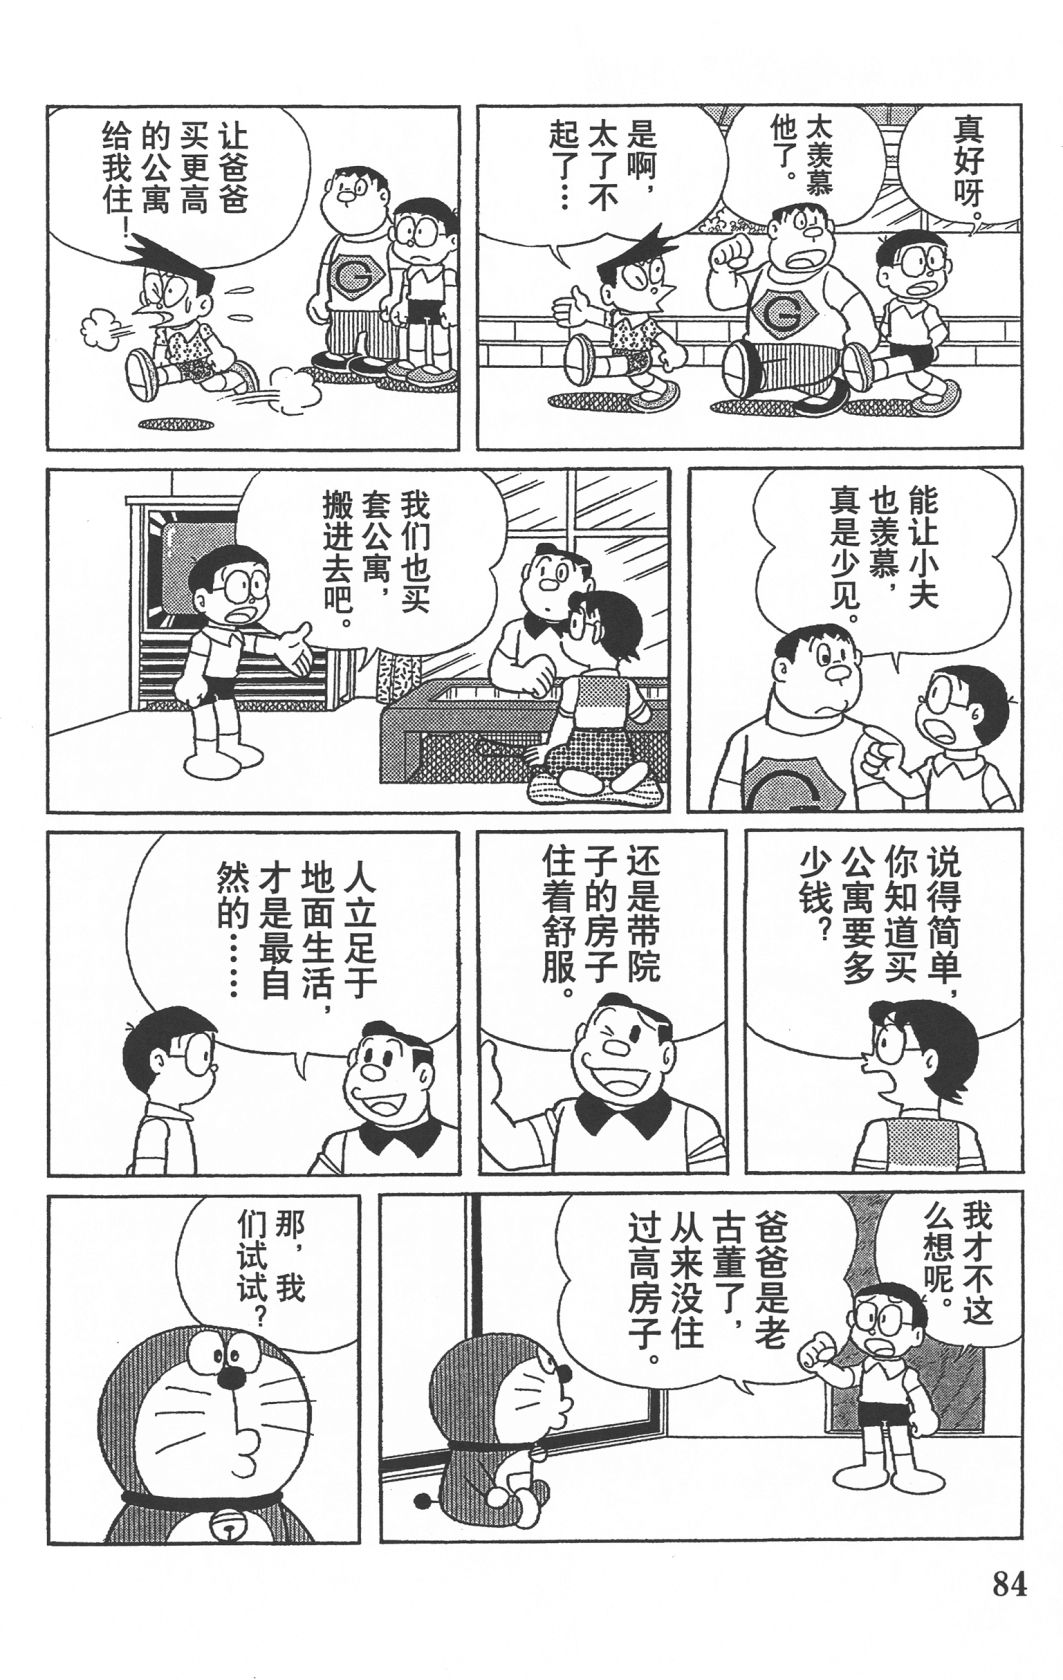 真好呀。
太羡慕
他了。
是啊，
太了不
起了…
G
让爸爸
买更高
的公寓
给我住！
G
能让小夫
也羡慕，
真是少见。
G
我们也买
套公寓，
搬进去吧。
说得简单，
你知道买
公寓要多
少钱？
还是带院
子的房子
住着舒服。
人立足于
地面生活，
才是最自
然的……
我才不这
么想呢。
爸爸是老
古董了，
从来没住
过高房子。
那，我
们试试？
84